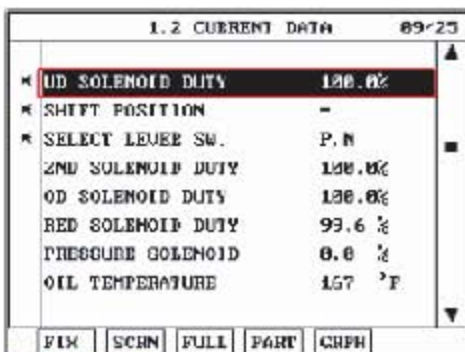 1.2 CURRENT DATA 09/25
UD SOLENOID DUTY 100.0%
SHIFT POSITION -
SELECT LEVER SW. P.N
2ND SOLENOID DUTY 100.0%
OD SOLENOID DUTY 100.0%
RED SOLENOID DUTY 99.6 %
PRESSURE SOLENOID 0.0 %
OIL TEMPERATURE 167 °F
FIX SCRN FULL PART GRPH